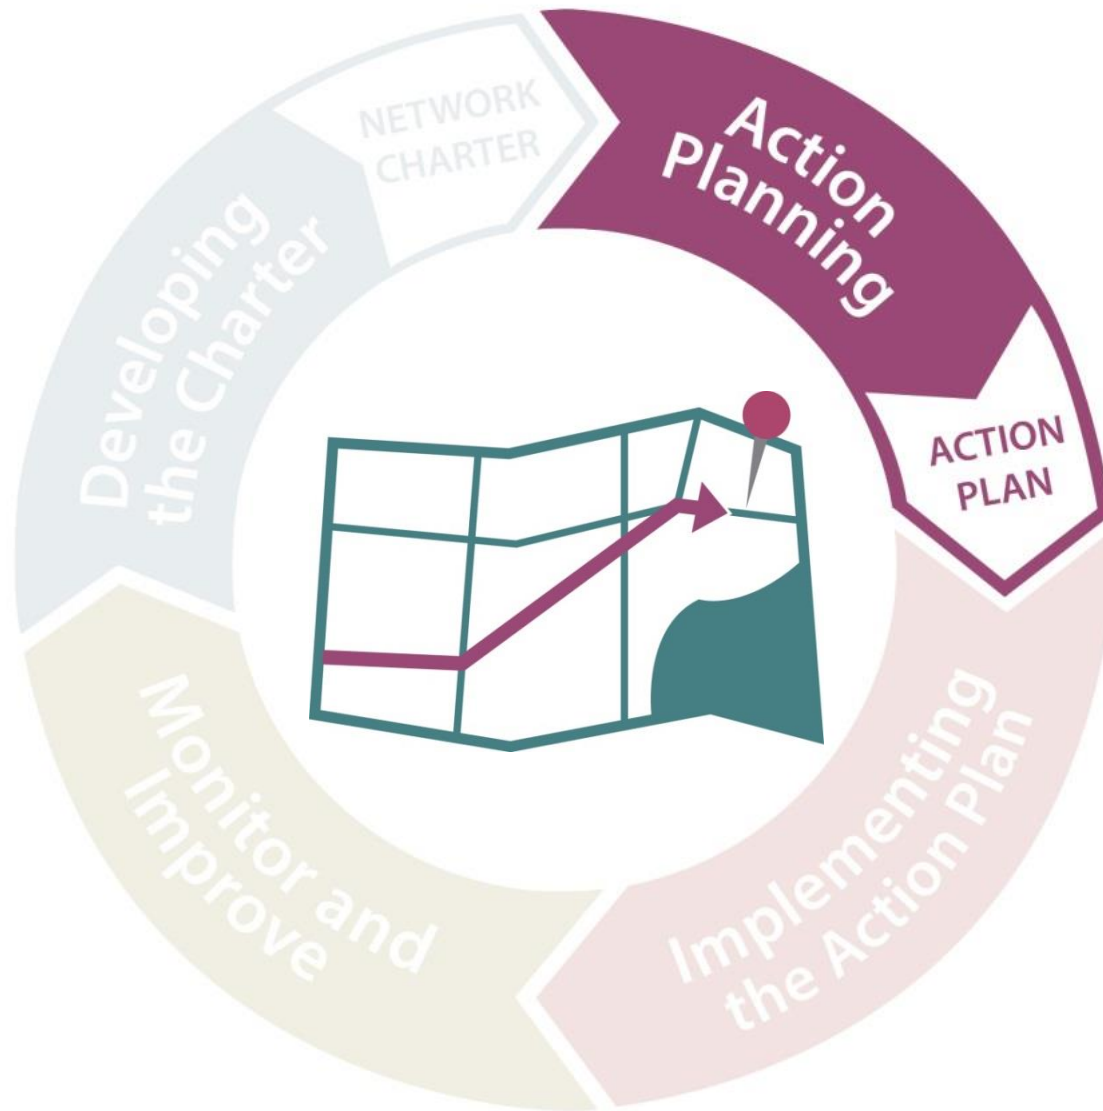 NETWORK
CHARTER
Action
Planning
ACTION
PLAN
Implementing
the Action Plan
Monitor and
Improve
Developing
the Charter